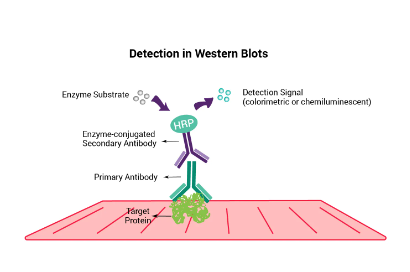 Detection in Western Blots
Enzyme Substrate
Detection Signal
(colorimetric or chemiluminescent)
HRP
Enzyme-conjugated
Secondary Antibody
Primary Antibody
Target
Protein